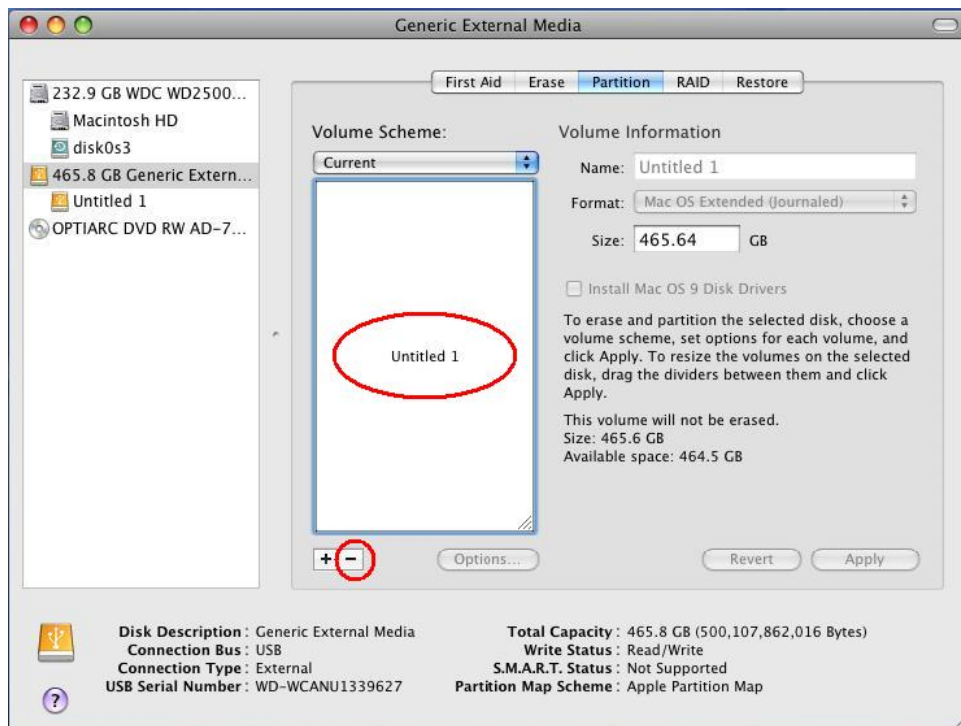 Generic External Media
First Aid
Erase
Partition
RAID
Restore
232.9 GB WDC WD2500...
Macintosh HD
disk0s3
465.8 GB Generic Extern...
Untitled 1
OPTIARC DVD RW AD-7...
Volume Scheme:
Current
Untitled 1
+ -
Options...
Volume Information
Name: Untitled 1
Format: Mac OS Extended (Journaled)
Size: 465.64 GB
Install Mac OS 9 Disk Drivers
To erase and partition the selected disk, choose a
volume scheme, set options for each volume, and
click Apply. To resize the volumes on the selected
disk, drag the dividers between them and click
Apply.
This volume will not be erased.
Size: 465.6 GB
Available space: 464.5 GB
Revert
Apply
Disk Description : Generic External Media
Connection Bus : USB
Connection Type : External
USB Serial Number : WD-WCANU1339627
Total Capacity : 465.8 GB (500,107,862,016 Bytes)
Write Status : Read/Write
S.M.A.R.T. Status : Not Supported
Partition Map Scheme : Apple Partition Map
?